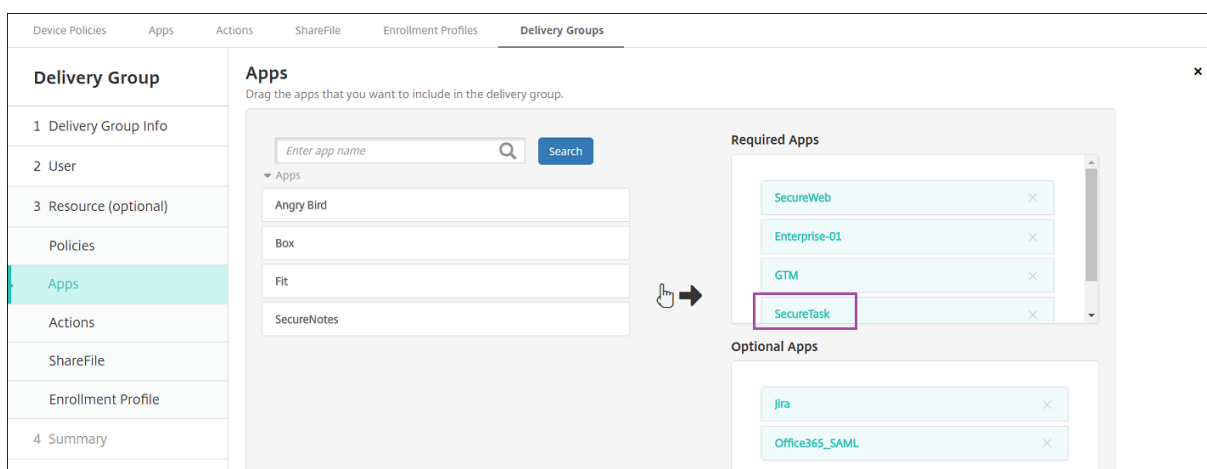 Device Policies Apps Actions ShareFile Enrollment Profiles Delivery Groups
Delivery Group
1 Delivery Group Info
2 User
3 Resource (optional)
Policies
Apps
Actions
ShareFile
Enrollment Profile
4 Summary
Apps
Drag the apps that you want to include in the delivery group.
Enter app name
Search
Apps
Angry Bird
Box
Fit
SecureNotes
Required Apps
SecureWeb
Enterprise-01
GTM
SecureTask
Optional Apps
Jira
Office365_SAML